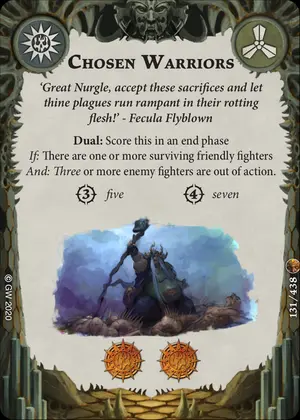 Chosen Warriors
‘Great Nurgle, accept these sacrifices and let
thine plagues run rampant in their rotting
flesh!’ - Fecula Flyblown
Dual: Score this in an end phase
If: There are one or more surviving friendly fighters
And: Three or more enemy fighters are out of action.
3 five 4 seven
© GW 2020
131/438